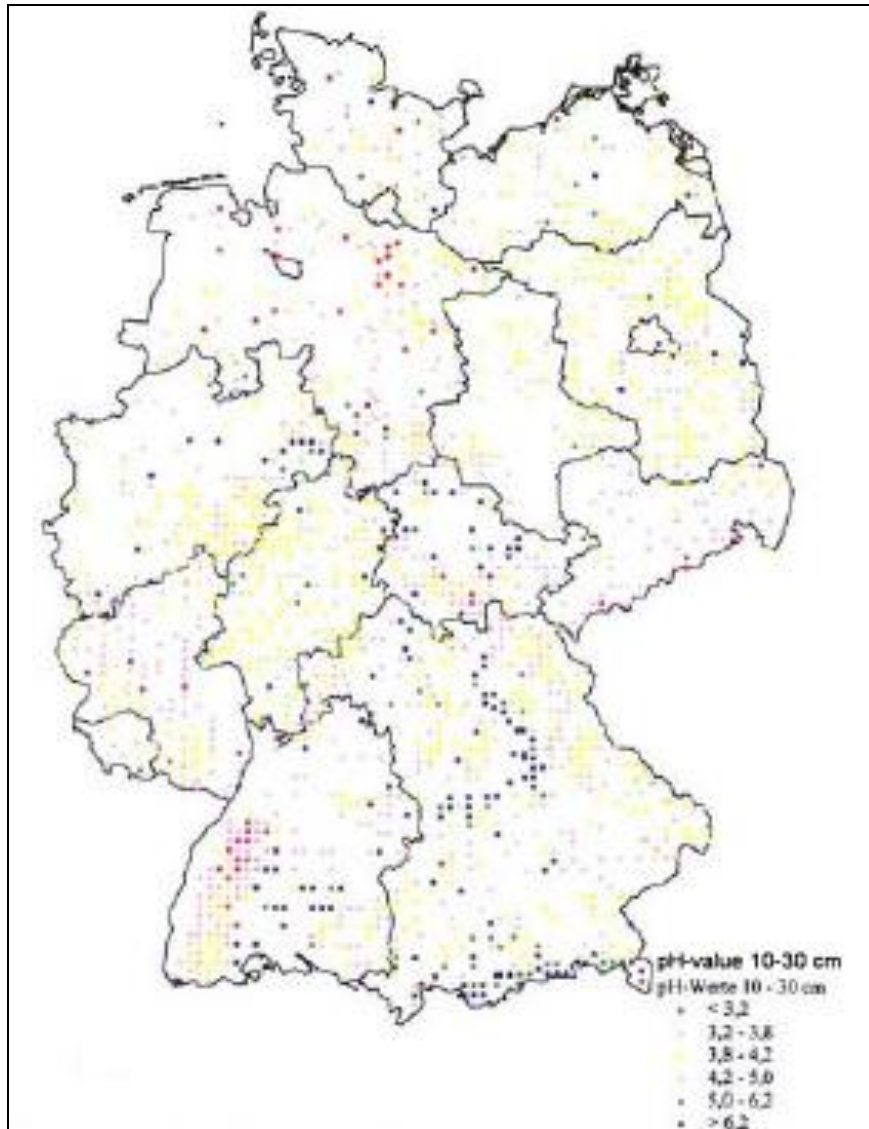 pH-value 10-30 cm
pH-Werte 10 - 30 cm
< 3,2
3,2 - 3,8
3,8 - 4,2
4,2 - 5,0
5,0 - 6,2
> 6,2